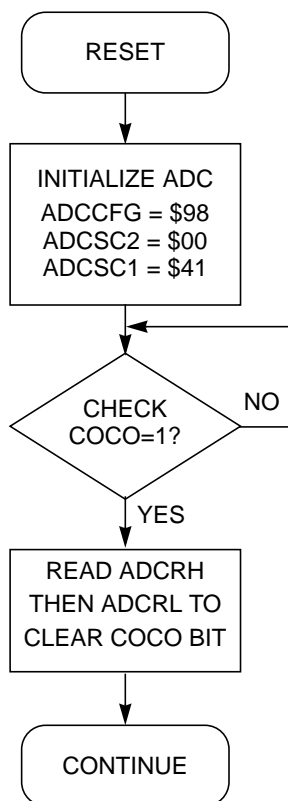 RESET
INITIALIZE ADC
ADCCFG = $98
ADCSC2 = $00
ADCSC1 = $41
CHECK
COCO=1?
NO
YES
READ ADCRH
THEN ADCRL TO
CLEAR COCO BIT
CONTINUE